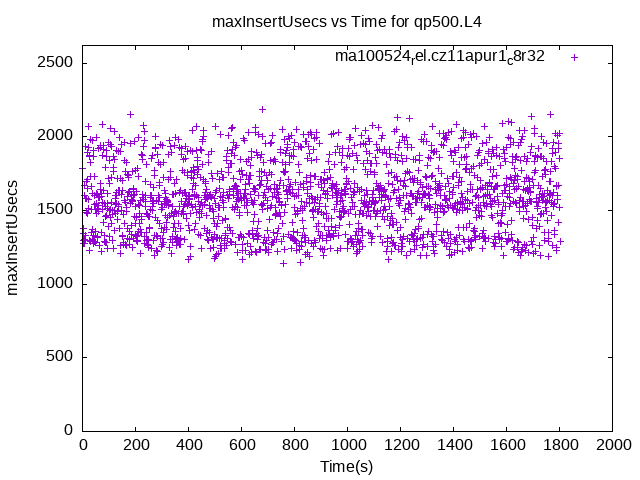 maxInsertUsecs vs Time for qp500.L4
ma100524rel.cz11apur1c8r32
2500
2000
1500
1000
500
0
maxInsertUsecs
0 200 400 600 800 1000 1200 1400 1600 1800 2000
Time(s)